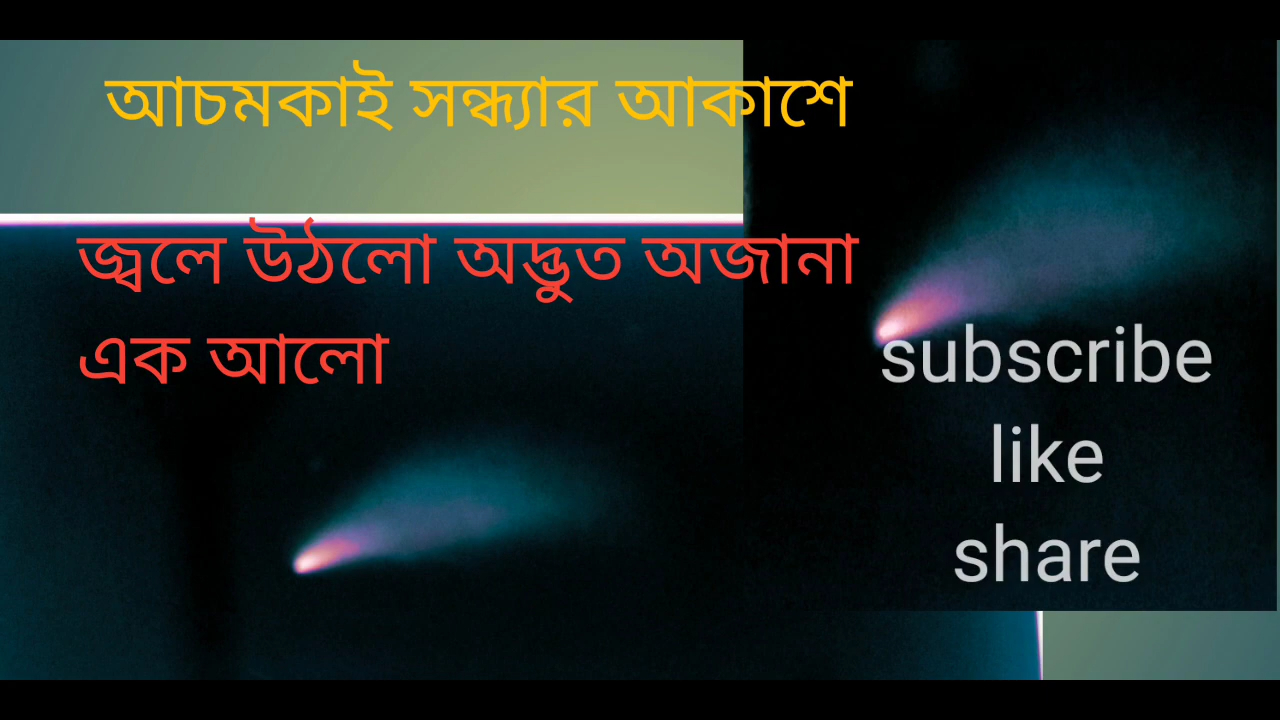 আচমকাই সন্ধ্যার আকাশে
জ্বলে উঠলো অদ্ভুত অজানা
এক আলো
subscribe
like
share